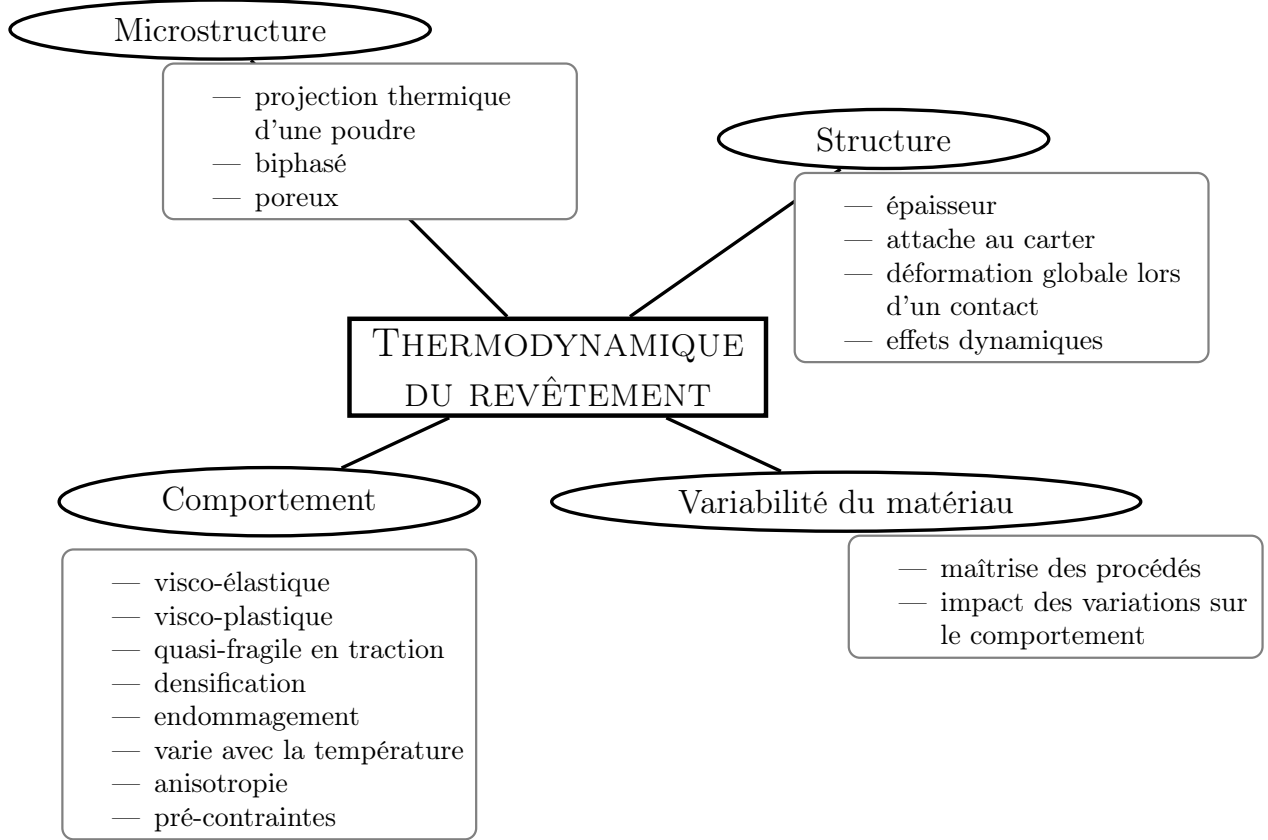 Microstructure
— projection thermique
d'une poudre
— biphasé
— poreux
Structure
— épaisseur
— attache au carter
— déformation globale lors
d'un contact
— effets dynamiques
THERMODYNAMIQUE
DU REVÊTEMENT
Comportement
— visco-élastique
— visco-plastique
— quasi-fragile en traction
— densification
— endommagement
— varie avec la température
— anisotropie
— pré-contraintes
Variabilité du matériau
— maîtrise des procédés
— impact des variations sur
le comportement